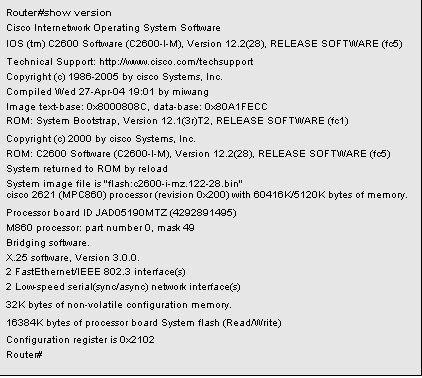 Router#show version
Cisco Internetwork Operating System Software
IOS (tm) C2600 Software (C2600-I-M), Version 12.2(28), RELEASE SOFTWARE (fc5)
Technical Support: http://www.cisco.com/techsupport
Copyright (c) 1986-2005 by cisco Systems, Inc.
Compiled Wed 27-Apr-04 19:01 by miwang
Image text-base: 0x8000808C, data-base: 0x80A1FECC
ROM: System Bootstrap, Version 12.1(3r)T2, RELEASE SOFTWARE (fc1)
Copyright (c) 2000 by cisco Systems, Inc.
ROM: C2600 Software (C2600-I-M), Version 12.2(28), RELEASE SOFTWARE (fc5)
System returned to ROM by reload
System image file is "flash:c2600-i-mz.122-28.bin"
cisco 2621 (MPC860) processor (revision 0x200) with 60416K/5120K bytes of memory.
Processor board ID JAD05190MTZ (4292891495)
M860 processor: part number 0, mask 49
Bridging software.
X.25 software, Version 3.0.0.
2 FastEthernet/IEEE 802.3 interface(s)
2 Low-speed serial(sync/async) network interface(s)
32K bytes of non-volatile configuration memory.
16384K bytes of processor board System flash (Read/Write)
Configuration register is 0x2102
Router#